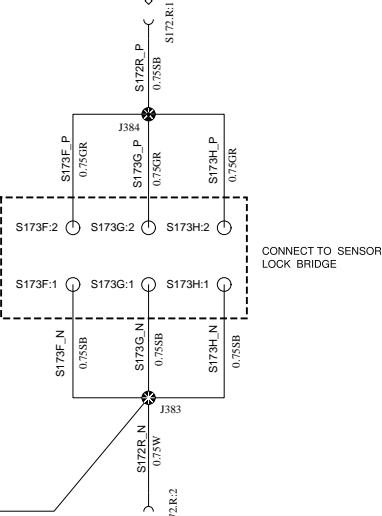 S172.R:1
S172R_P
0.75SB
J384
S173F_P
0.75GR
S173G_P
0.75GR
S173H_P
0.75GR
S173F:2
S173G:2
S173H:2
CONNECT TO SENSOR
LOCK BRIDGE
S173F:1
S173G:1
S173H:1
S173F_N
0.75SB
S173G_N
0.75SB
S173H_N
0.75SB
J383
S172R_N
0.75W
72.R:2